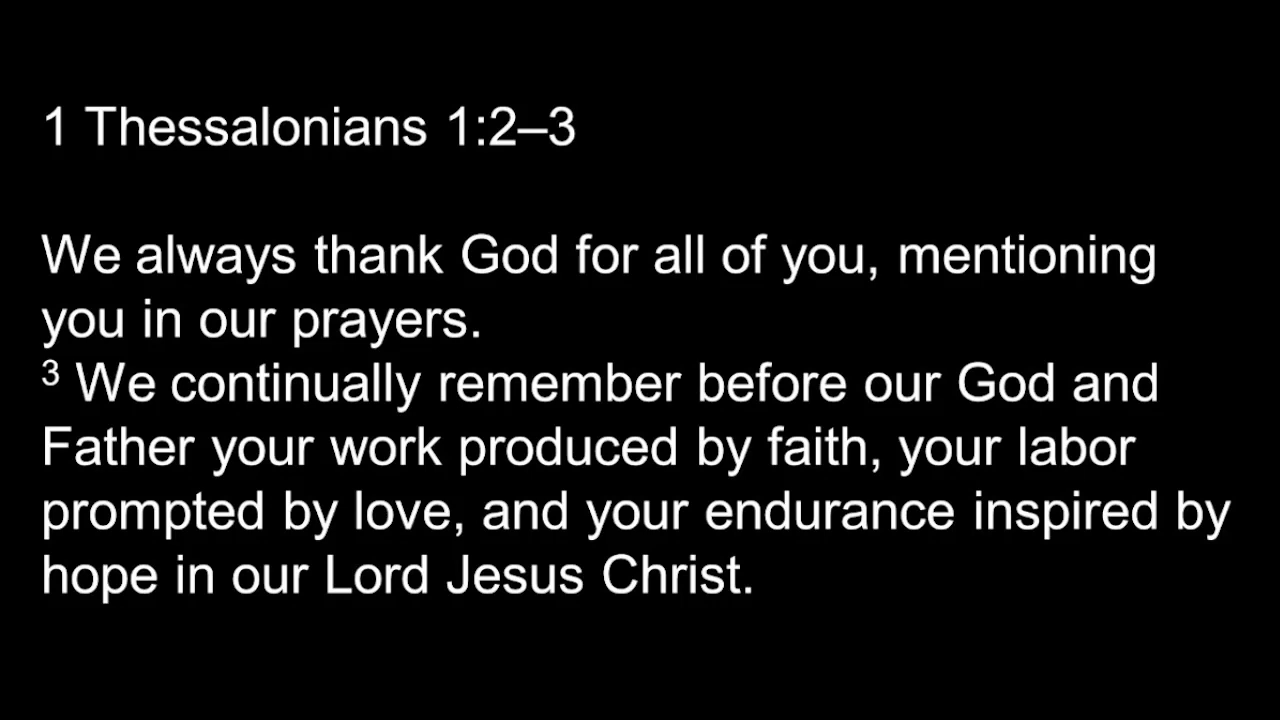 1 Thessalonians 1:2–3
We always thank God for all of you, mentioning
you in our prayers.
³ We continually remember before our God and
Father your work produced by faith, your labor
prompted by love, and your endurance inspired by
hope in our Lord Jesus Christ.